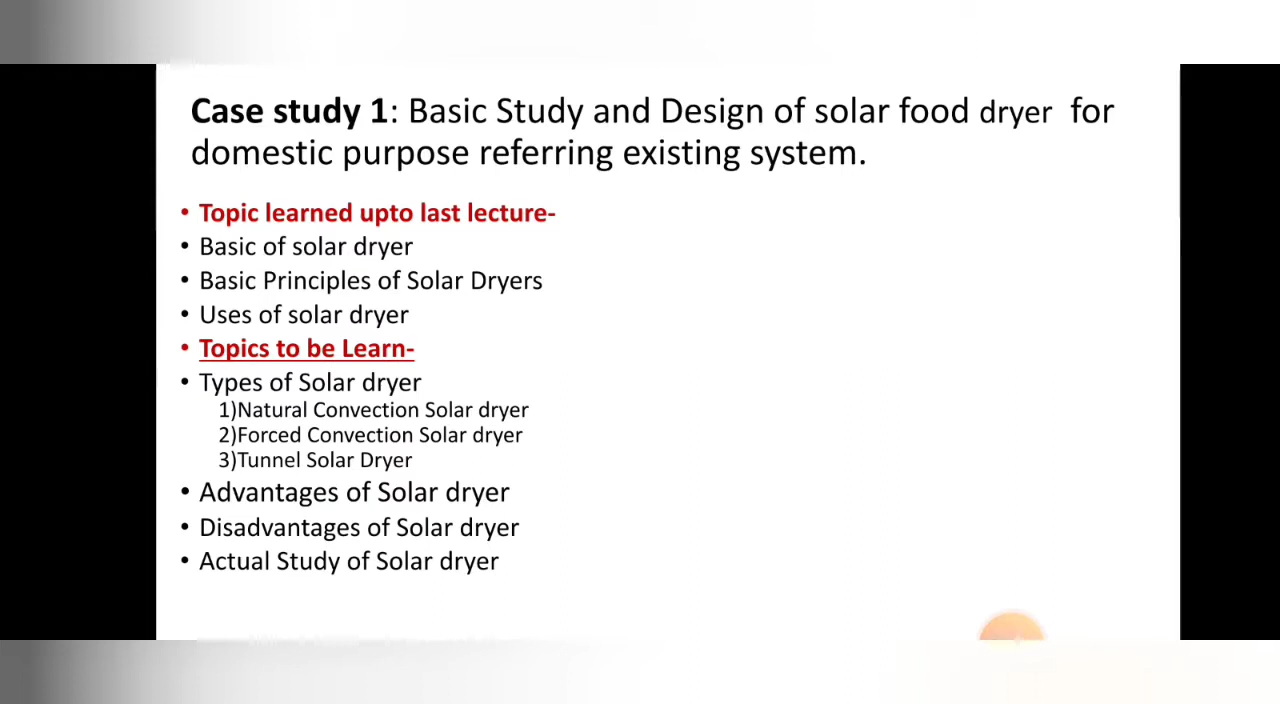 Case study 1: Basic Study and Design of solar food dryer for
domestic purpose referring existing system.
• Topic learned upto last lecture-
• Basic of solar dryer
• Basic Principles of Solar Dryers
• Uses of solar dryer
• Topics to be Learn-
• Types of Solar dryer
1)Natural Convection Solar dryer
2)Forced Convection Solar dryer
3)Tunnel Solar Dryer
• Advantages of Solar dryer
• Disadvantages of Solar dryer
• Actual Study of Solar dryer